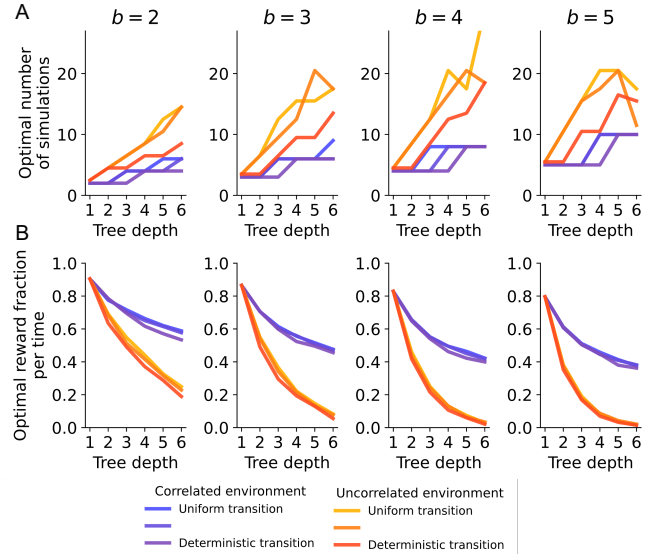 A
b = 2
b = 3
b = 4
b = 5
Optimal number
of simulations
20
10
0
1 2 3 4 5 6
Tree depth
20
10
0
1 2 3 4 5 6
Tree depth
20
10
0
1 2 3 4 5 6
Tree depth
20
10
0
1 2 3 4 5 6
Tree depth
B
Optimal reward fraction
per time
1.0
0.8
0.6
0.4
0.2
0.0
1 2 3 4 5 6
Tree depth
1.0
0.8
0.6
0.4
0.2
0.0
1 2 3 4 5 6
Tree depth
1.0
0.8
0.6
0.4
0.2
0.0
1 2 3 4 5 6
Tree depth
1.0
0.8
0.6
0.4
0.2
0.0
1 2 3 4 5 6
Tree depth
Correlated environment
Uniform transition
Deterministic transition
Uncorrelated environment
Uniform transition
Deterministic transition